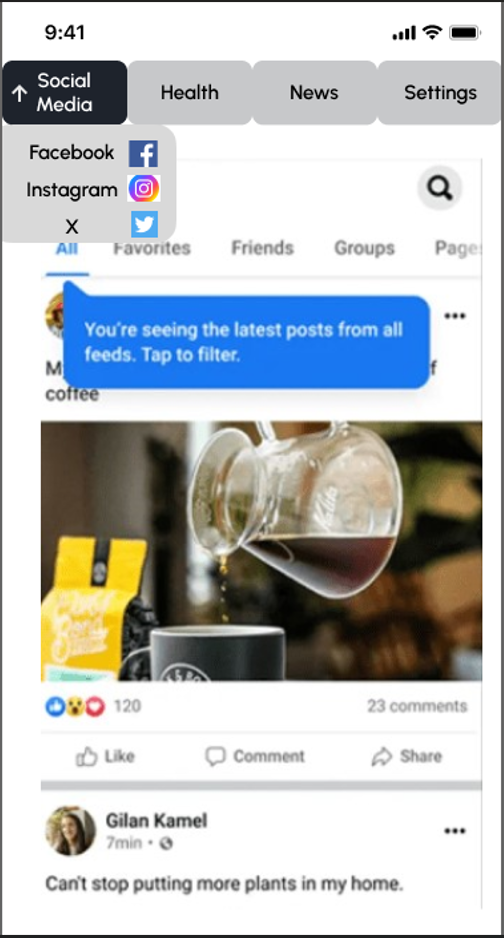 9:41
Social
Media
Health
News
Settings
Facebook
Instagram
X
All Favorites Friends Groups
You're seeing the latest posts from all
feeds. Tap to filter.
coffee
120
23 comments
Like
Comment
Share
Gilan Kamel
7min
Can't stop putting more plants in my home.